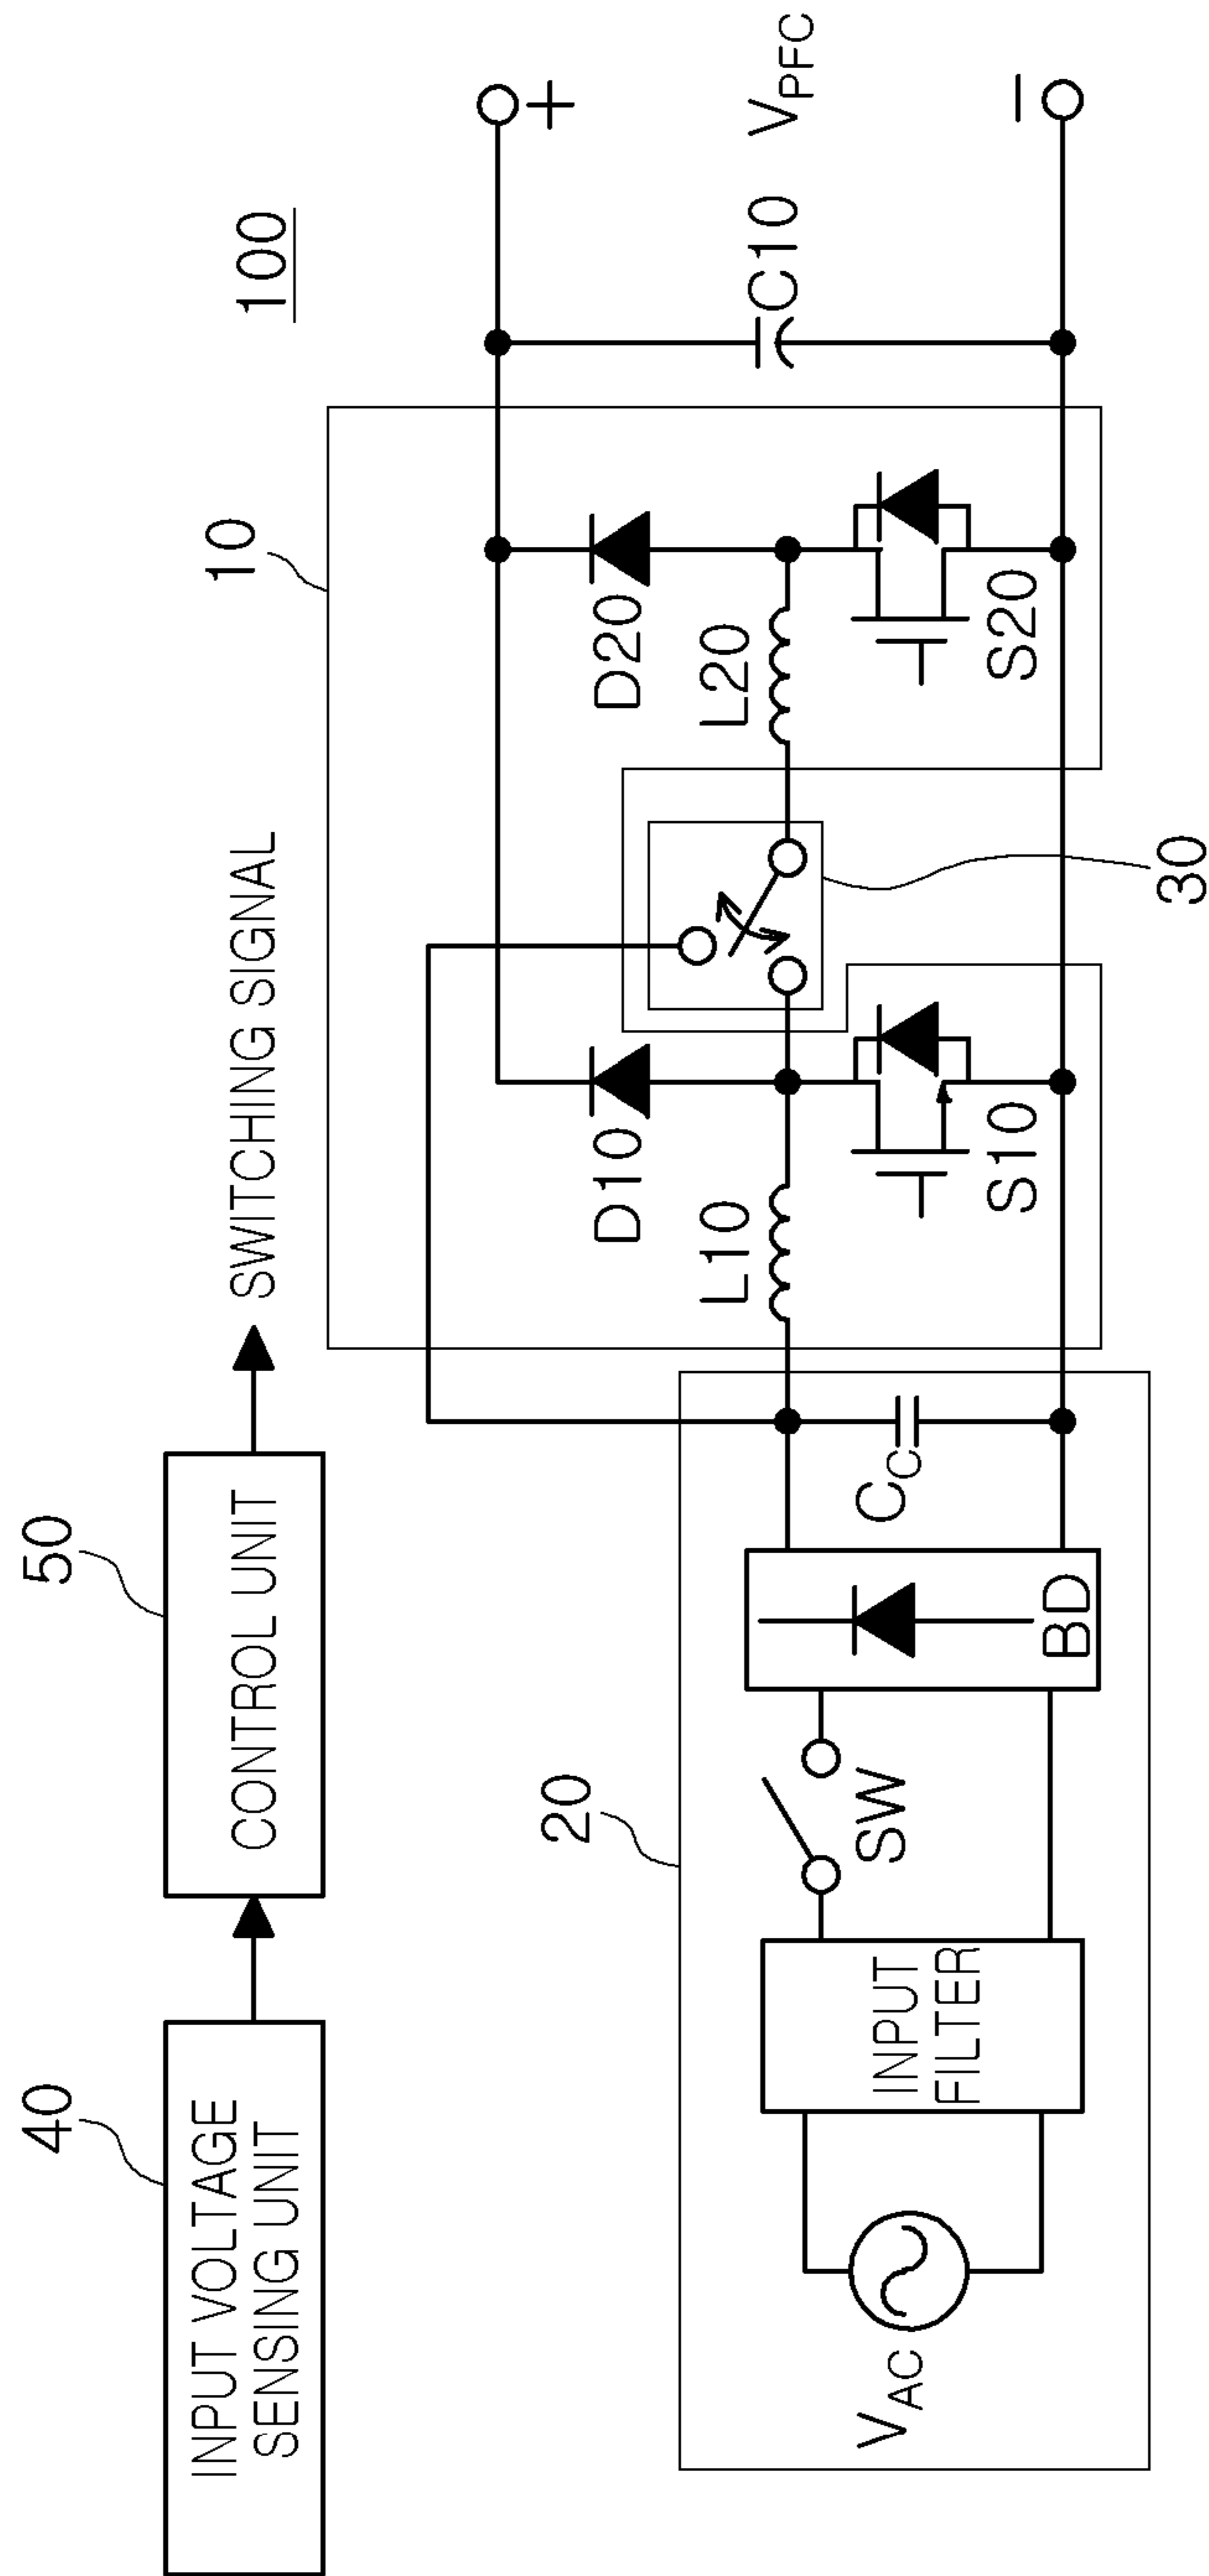 40
INPUT VOLTAGE
SENSING UNIT
50
CONTROL UNIT
SWITCHING SIGNAL
100
10
20
V_AC
INPUT
FILTER
SW
BD
C_C
L10
D10
S10
30
D20
L20
S20
C10
+
V_PFC
−